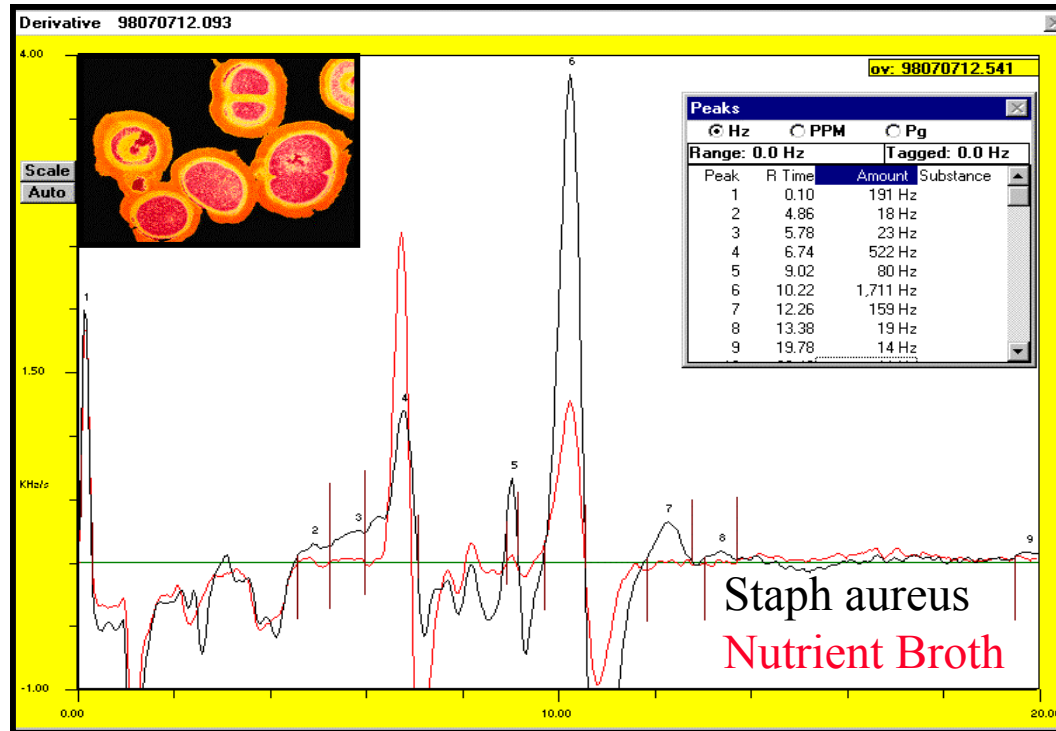 Derivative 98070712.093
4.00
ov: 98070712.541
Scale
Auto
Peaks
Hz PPM Pg
Range: 0.0 Hz Tagged: 0.0 Hz
Peak R Time Amount Substance
1 0.10 191 Hz
2 4.86 18 Hz
3 5.78 23 Hz
4 6.74 522 Hz
5 9.02 80 Hz
6 10.22 1,711 Hz
7 12.26 159 Hz
8 13.38 19 Hz
9 19.78 14 Hz
6
1
1.50
4
5
KHz/s
7
2
3
8
9
Staph aureus
Nutrient Broth
-1.00
0.00 10.00 20.00